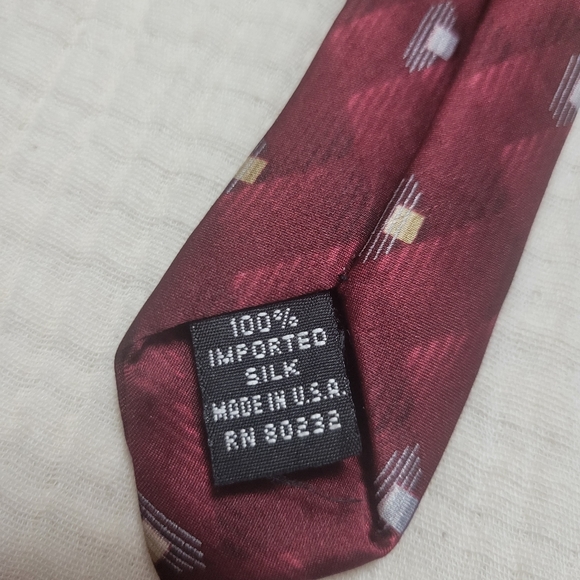 100%
IMPORTED
SILK
MADE IN U.S.A.
RN 80232